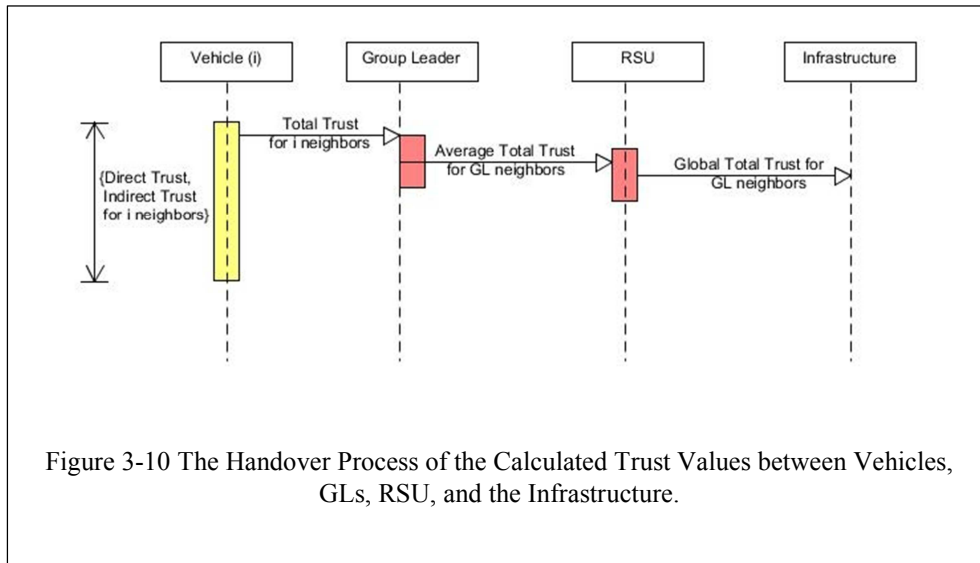 Vehicle (i)
Group Leader
RSU
Infrastructure
Total Trust
for i neighbors
Average Total Trust
for GL neighbors
Global Total Trust for
GL neighbors
{Direct Trust,
Indirect Trust
for i neighbors}
Figure 3-10 The Handover Process of the Calculated Trust Values between Vehicles,
GLs, RSU, and the Infrastructure.